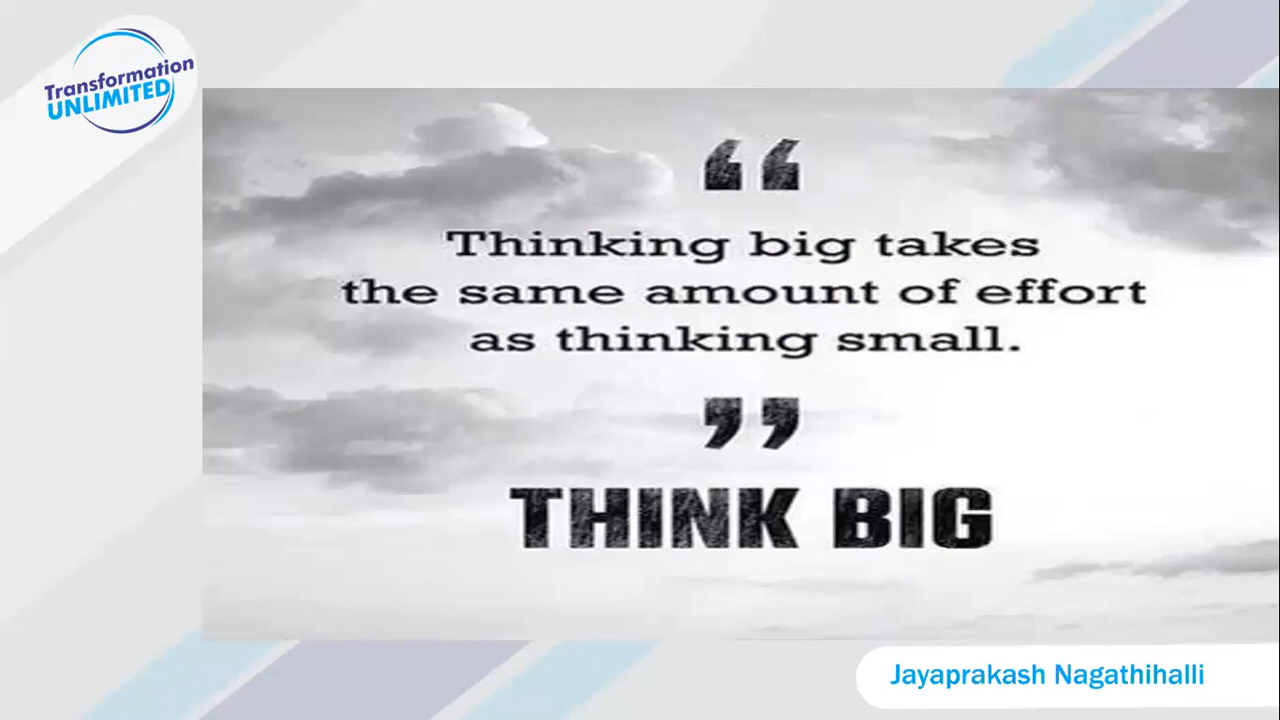 Transformation
UNLIMITED
“
Thinking big takes
the same amount of effort
as thinking small.
”
THINK BIG
Jayaprakash Nagathihalli